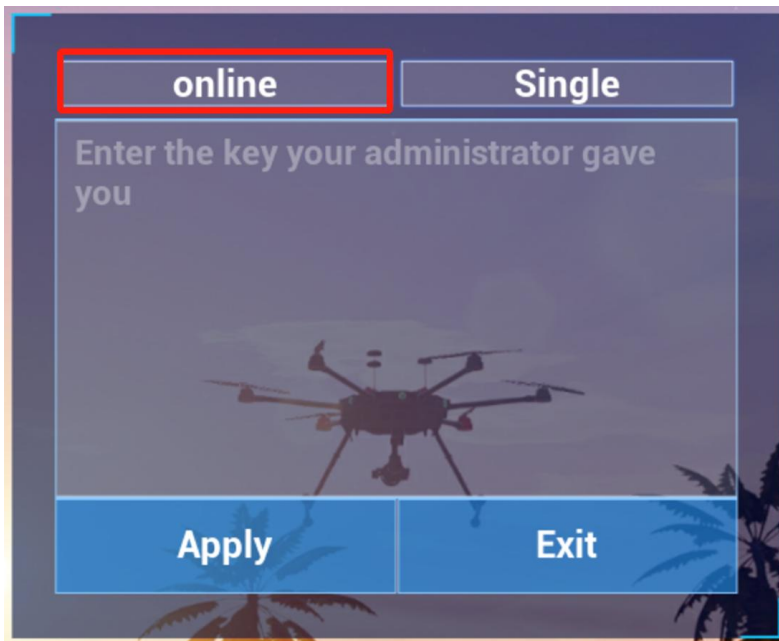 online
Single
Enter the key your administrator gave
you
Apply
Exit